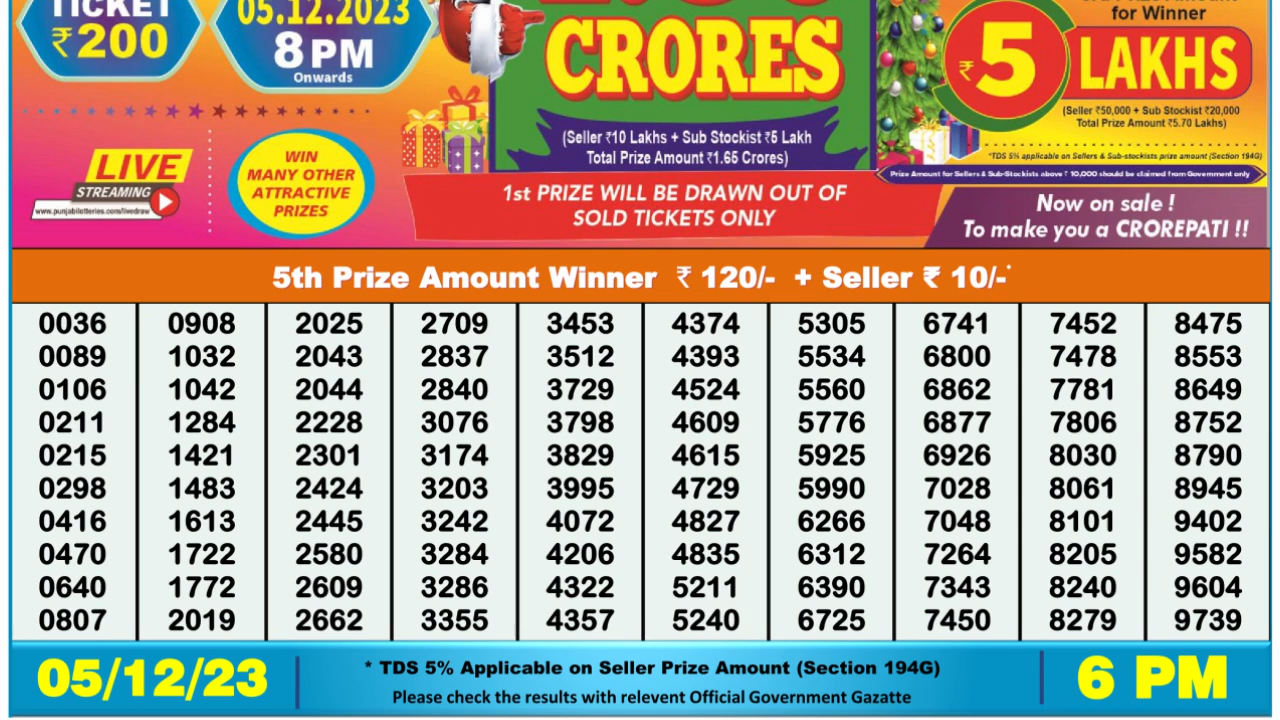 TICKET
₹200
05.12.2023
8 PM
Onwards
CRORES
(Seller ₹10 Lakhs + Sub Stockist ₹5 Lakh
Total Prize Amount ₹1.65 Crores)
for Winner
₹5 LAKHS
(Seller ₹50,000 + Sub Stockist ₹20,000
Total Prize Amount ₹5.70 Lakhs)
*TDS 5% applicable on Sellers & Sub-stockists prize amount (Section 194G)
Prize Amount for Sellers & Sub-Stockists above ₹ 10,000 should be claimed from Government only
LIVE
STREAMING
www.punjablotteries.com/livedraw
WIN
MANY OTHER
ATTRACTIVE
PRIZES
1st PRIZE WILL BE DRAWN OUT OF
SOLD TICKETS ONLY
Now on sale !
To make you a CROREPATI !!
5th Prize Amount Winner ₹ 120/- + Seller ₹ 10/-*
0036 0908 2025 2709 3453 4374 5305 6741 7452 8475
0089 1032 2043 2837 3512 4393 5534 6800 7478 8553
0106 1042 2044 2840 3729 4524 5560 6862 7781 8649
0211 1284 2228 3076 3798 4609 5776 6877 7806 8752
0215 1421 2301 3174 3829 4615 5925 6926 8030 8790
0298 1483 2424 3203 3995 4729 5990 7028 8061 8945
0416 1613 2445 3242 4072 4827 6266 7048 8101 9402
0470 1722 2580 3284 4206 4835 6312 7264 8205 9582
0640 1772 2609 3286 4322 5211 6390 7343 8240 9604
0807 2019 2662 3355 4357 5240 6725 7450 8279 9739
05/12/23
* TDS 5% Applicable on Seller Prize Amount (Section 194G)
Please check the results with relevent Official Government Gazatte
6 PM